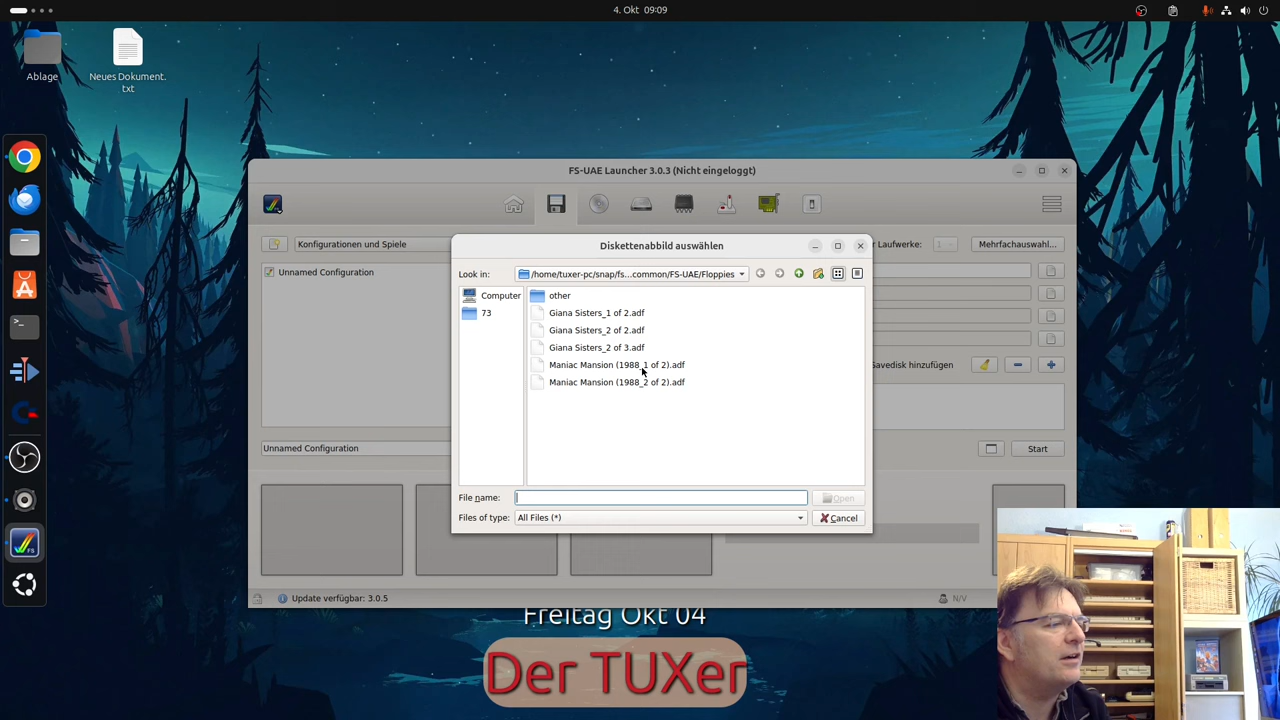 4. Okt 09:09
Ablage
Neues Dokument.
txt
FS-UAE Launcher 3.0.3 (Nicht eingeloggt)
Konfigurationen und Spiele
r Laufwerke:
1
Mehrfachauswahl...
Unnamed Configuration
Diskettenabbild auswählen
Look in:
/home/tuxer-pc/snap/fs...common/FS-UAE/Floppies
Computer
73
other
Giana Sisters_1 of 2.adf
Giana Sisters_2 of 2.adf
Giana Sisters_2 of 3.adf
Maniac Mansion (1988_1 of 2).adf
Maniac Mansion (1988_2 of 2).adf
Savedisk hinzufügen
Unnamed Configuration
Start
File name:
Open
Files of type:
All Files (*)
Cancel
Update verfügbar: 3.0.5
N/V
Freitag Okt 04
Der TUXer